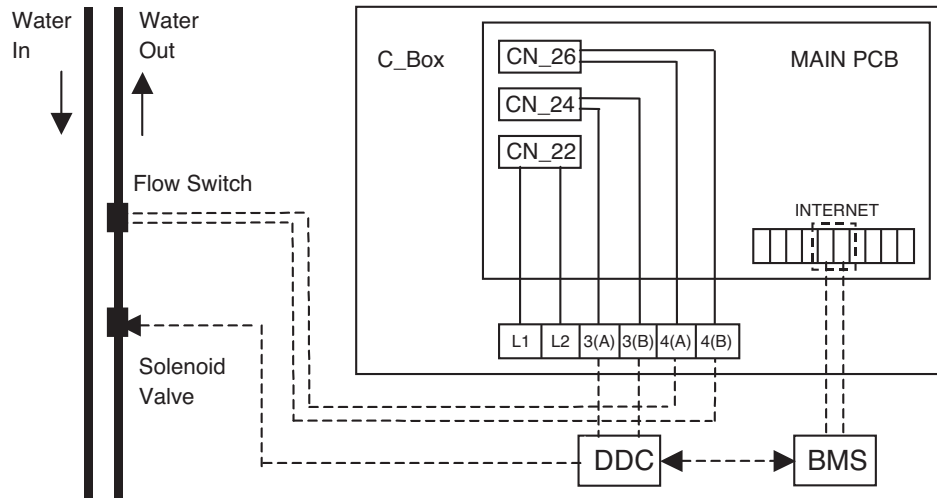 Water
In
Water
Out
C_Box
MAIN PCB
CN_26
CN_24
CN_22
Flow Switch
INTERNET
L1 L2 3(A) 3(B) 4(A) 4(B)
Solenoid
Valve
DDC
BMS